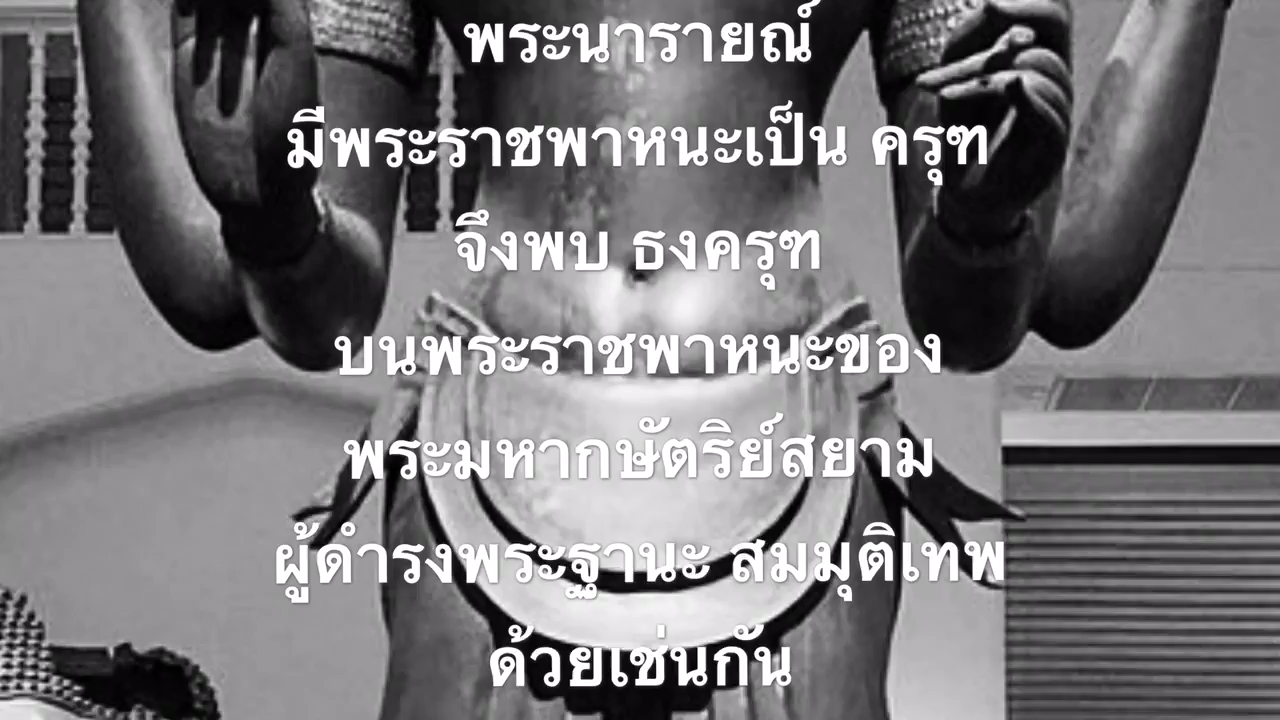 พระนารายณ์
มีพระราชพาหนะเป็น ครุฑ
จึงพบ ธงครุฑ
บนพระราชพาหนะของ
พระมหากษัตริย์สยาม
ผู้ดำรงพระฐานะ สมมุติเทพ
ด้วยเช่นกัน